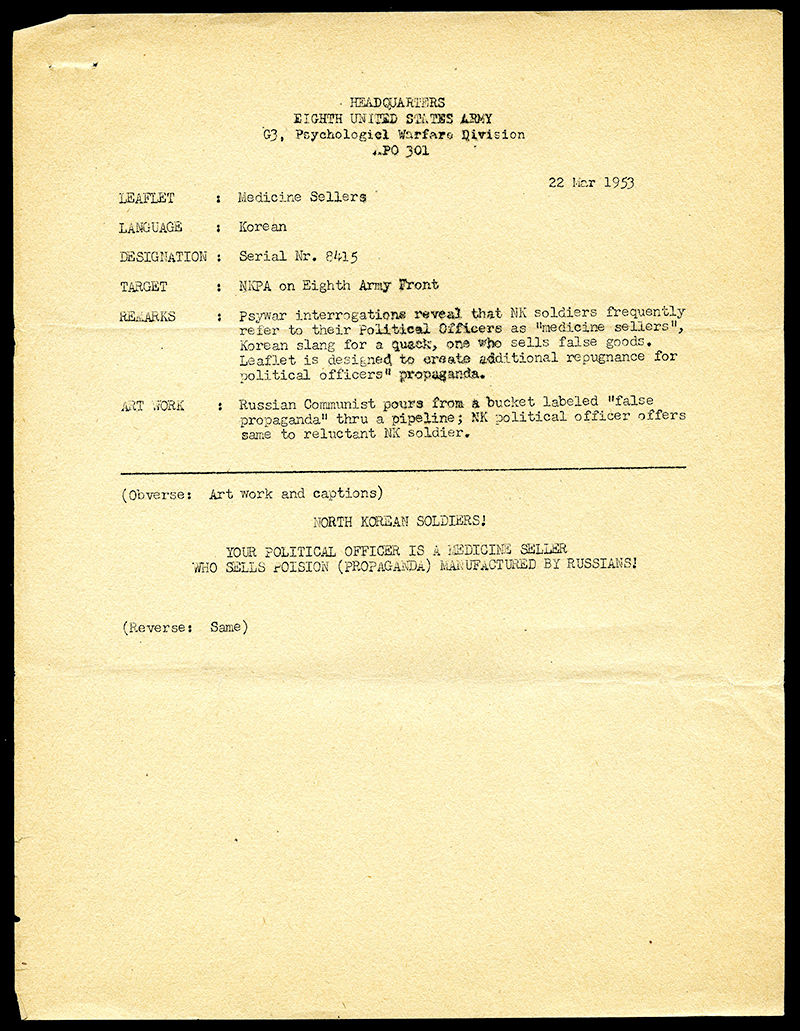 HEADQUARTERS
EIGHTH UNITED STATES ARMY
G3, Psychologicl Warfare Division
APO 301
22 Mar 1953
LEAFLET : Medicine Sellers
LANGUAGE : Korean
DESIGNATION : Serial Nr. 8415
TARGET : NKPA on Eighth Army Front
REMARKS : Psywar interrogations reveal that NK soldiers frequently
refer to their Political Officers as "medicine sellers",
Korean slang for a quack, one who sells false goods.
Leaflet is designed to create additional repugnance for
political officers" propaganda.
ART WORK : Russian Communist pours from a bucket labeled "false
propaganda" thru a pipeline; NK political officer offers
same to reluctant NK soldier.
(Obverse: Art work and captions)
NORTH KOREAN SOLDIERS!
YOUR POLITICAL OFFICER IS A MEDICINE SELLER
WHO SELLS POISION (PROPAGANDA) MANUFACTURED BY RUSSIANS!
(Reverse: Same)